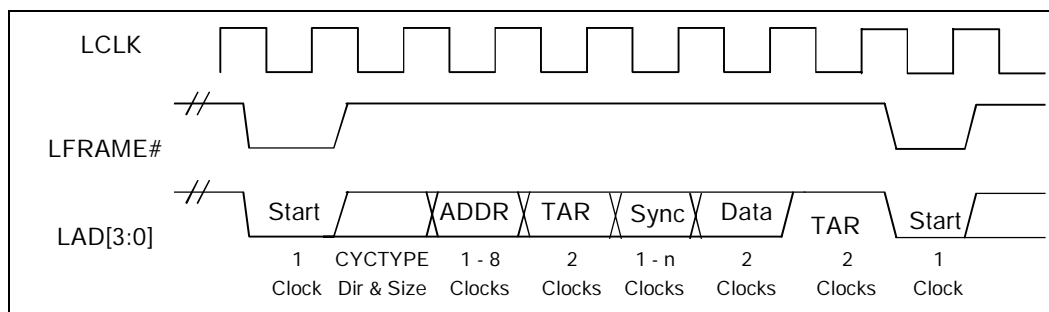 LCLK
LFRAME#
LAD[3:0]
Start ADDR TAR Sync Data TAR Start
1 CYCTYPE 1 - 8 2 1 - n 2 2 1
Clock Dir & Size Clocks Clocks Clocks Clocks Clocks Clock